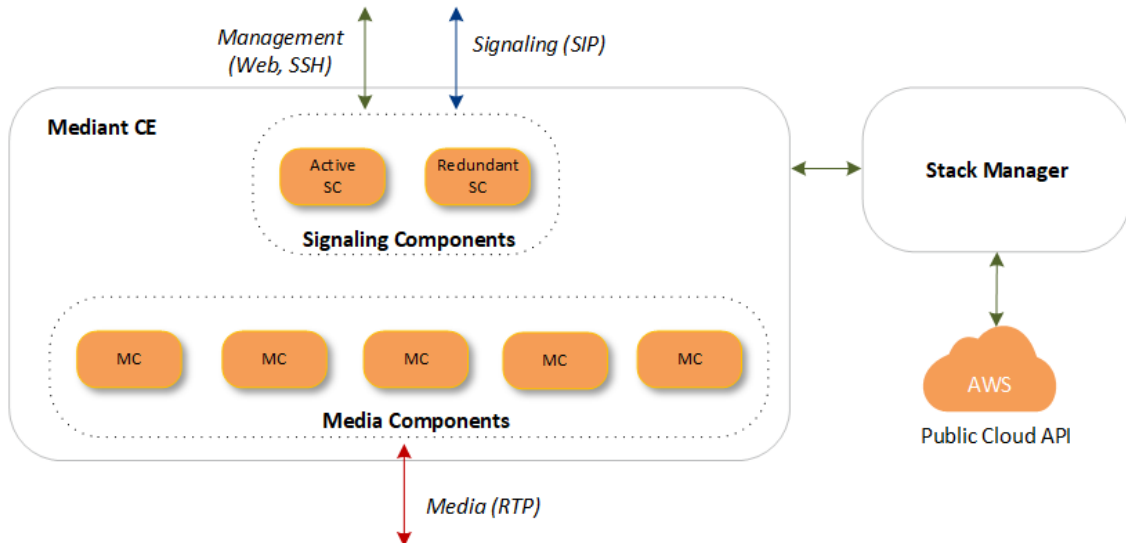 Management
(Web, SSH)
Signaling (SIP)
Mediant CE
Active
SC
Redundant
SC
Signaling Components
Stack Manager
MC
MC
MC
MC
MC
Media Components
AWS
Public Cloud API
Media (RTP)